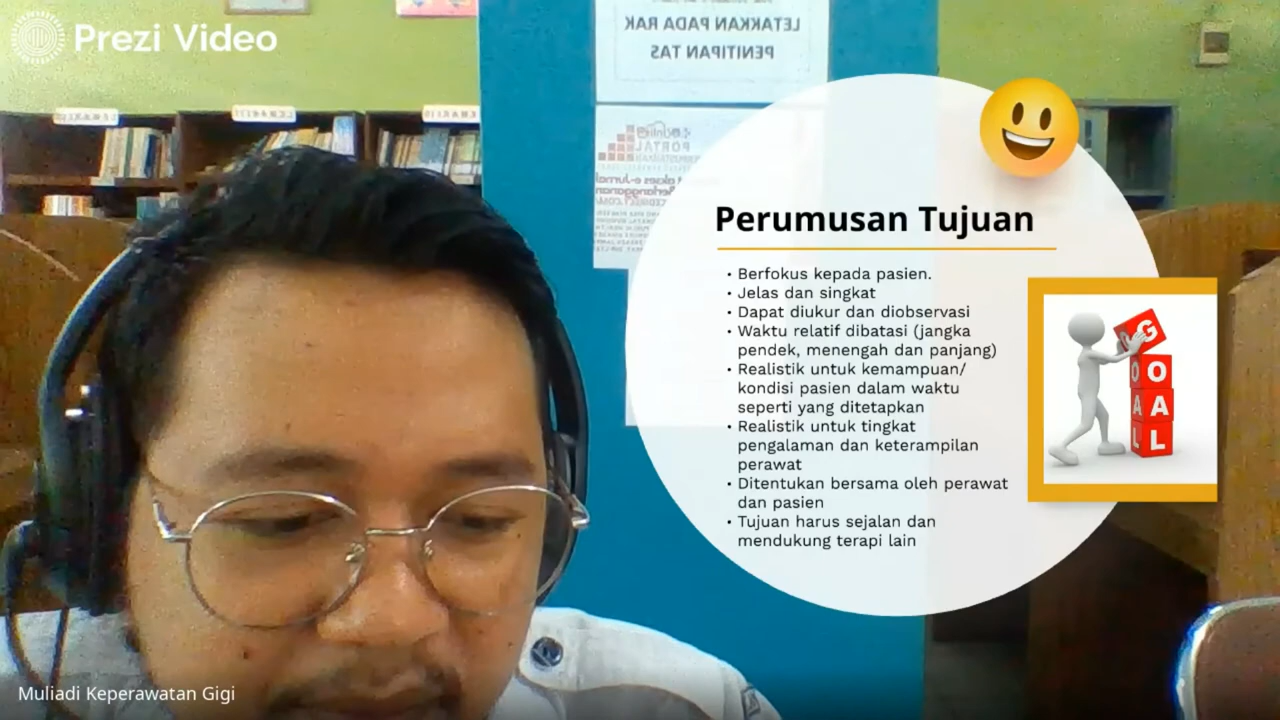 Prezi Video
LETAKKAN PADA RAK
PENITIPAN TAS
PORTAL
Perumusan Tujuan
• Berfokus kepada pasien.
• Jelas dan singkat
• Dapat diukur dan diobservasi
• Waktu relatif dibatasi (jangka
pendek, menengah dan panjang)
• Realistik untuk kemampuan/
kondisi pasien dalam waktu
seperti yang ditetapkan
• Realistik untuk tingkat
pengalaman dan keterampilan
perawat
• Ditentukan bersama oleh perawat
dan pasien
• Tujuan harus sejalan dan
mendukung terapi lain
G
O
A
L
O
A
L
Muliadi Keperawatan Gigi